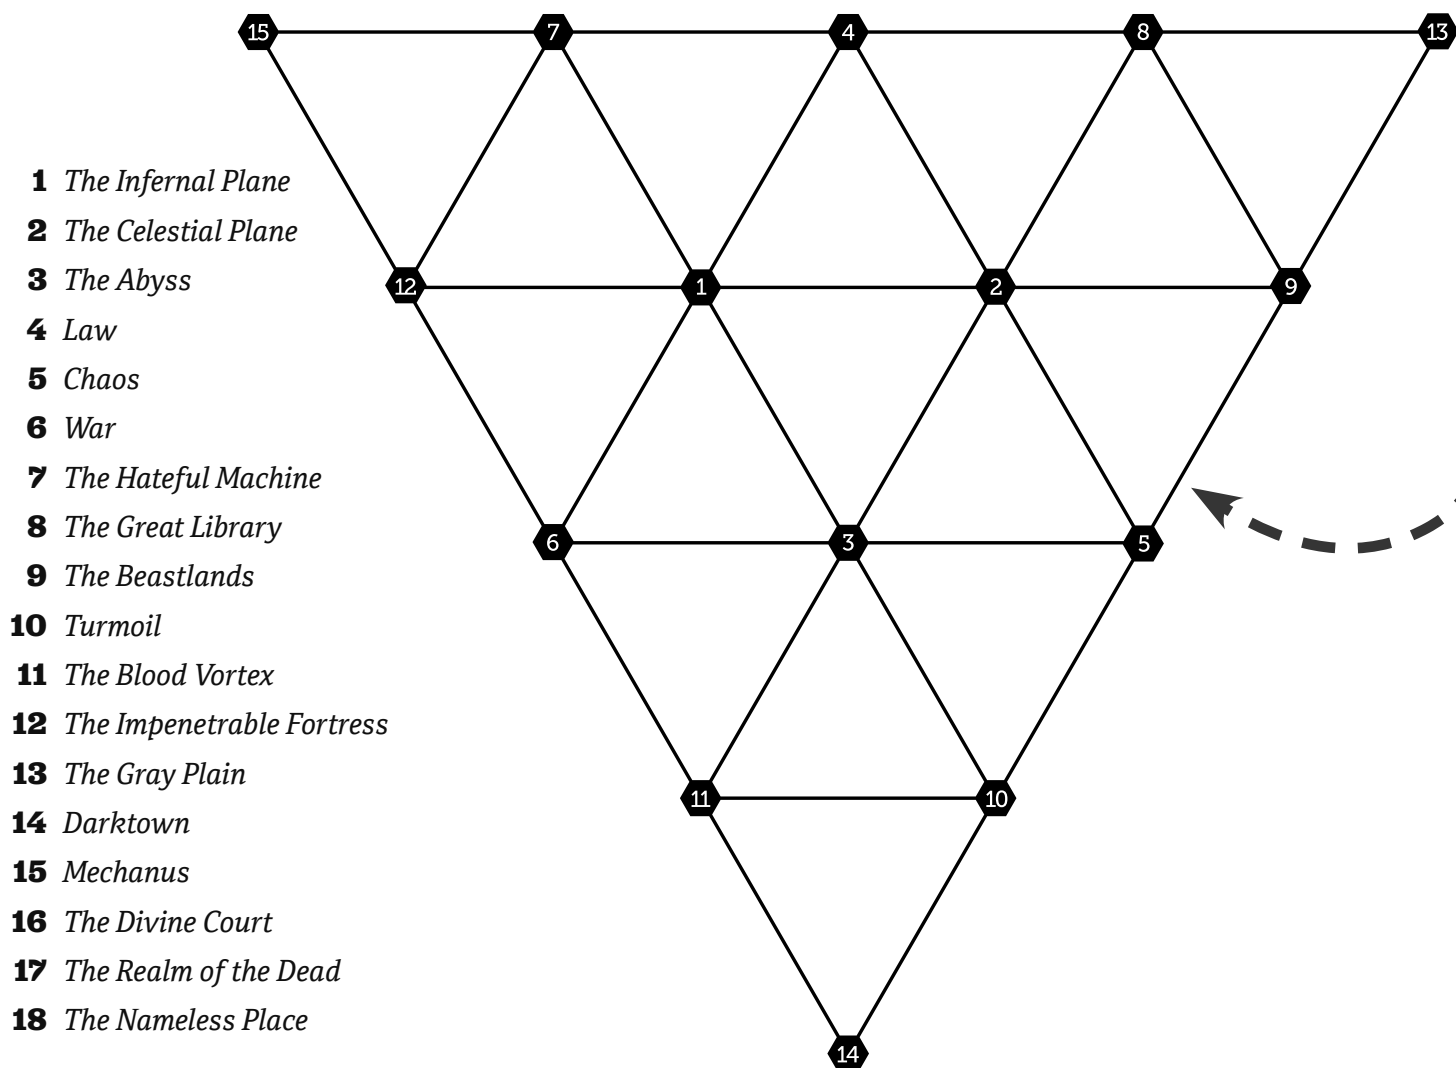 15 7 4 8 13
1 The Infernal Plane
2 The Celestial Plane
3 The Abyss
12 1 2 9
4 Law
5 Chaos
6 War
7 The Hateful Machine
8 The Great Library
6 3 5
9 The Beastlands
10 Turmoil
11 The Blood Vortex
12 The Impenetrable Fortress
13 The Gray Plain
11 10
14 Darktown
15 Mechanus
16 The Divine Court
17 The Realm of the Dead
18 The Nameless Place
14